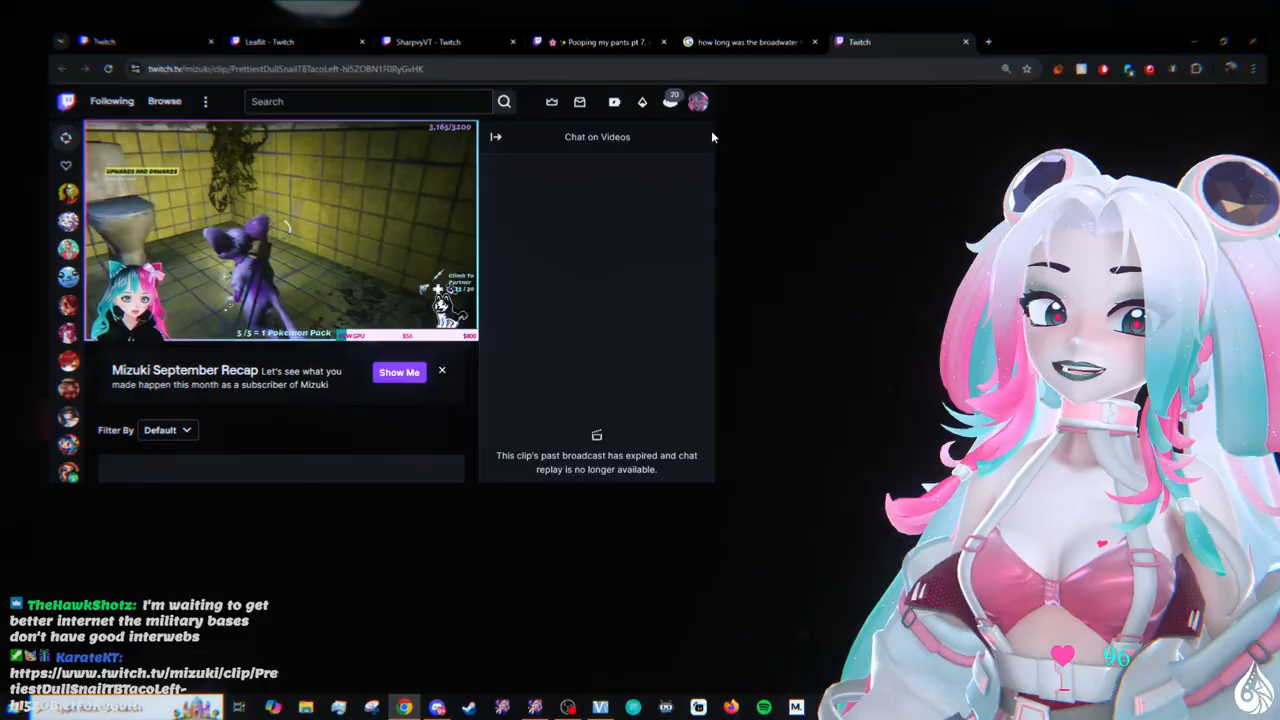 Twitch
Leaflit - Twitch
SharpvyVT - Twitch
Pooping my pants pt 7.
how long was the broadwater
Twitch
twitch.tv/mizuki/clip/PrettiestDullSnailTBTacoLeft-hI5ZOBN1F0RyGvHK
Following
Browse
Search
20
3,165/3200
UPWARDS AND ONWARDS
Climb To
Partner
5/5 = 1 Pokemon Pack
GPU
$56
$800
Chat on Videos
Mizuki September Recap Let's see what you
made happen this month as a subscriber of Mizuki
Show Me
Filter By
Default
This clip's past broadcast has expired and chat
replay is no longer available.
TheHawkShotz: I'm waiting to get
better internet the military bases
don't have good interwebs
KarateKT:
https://www.twitch.tv/mizuki/clip/Pre
ttiestDullSnailTBTacoLeft-
96
1
M.